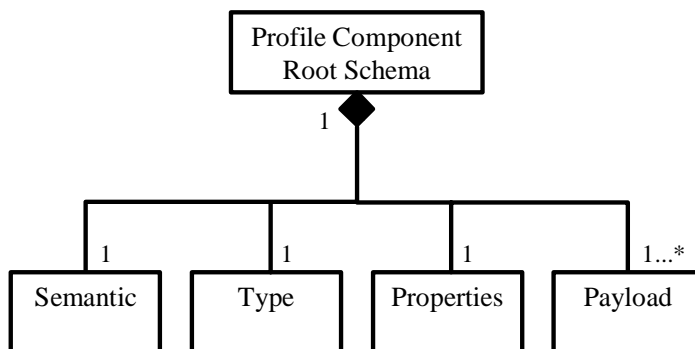 Profile Component
Root Schema
1
1
1
1
1...*
Semantic
Type
Properties
Payload